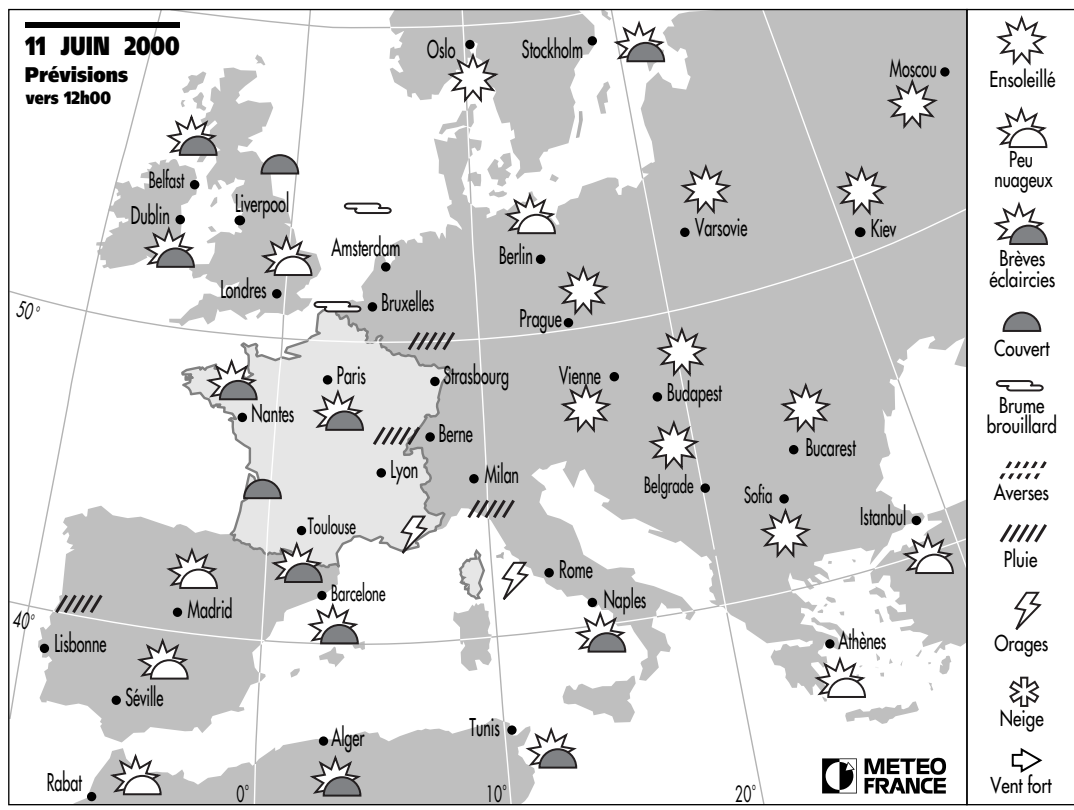 11 JUIN 2000
Prévisions
vers 12h00
Oslo
Stockholm
Moscou
Belfast
Dublin
Liverpool
Varsovie
Kiev
Amsterdam
Berlin
Londres
Bruxelles
50°
Prague
Paris
Strasbourg
Vienne
Budapest
Nantes
Berne
Bucarest
Lyon
Milan
Belgrade
Sofia
Istanbul
Toulouse
Rome
Barcelone
Naples
Madrid
40°
Lisbonne
Athènes
Séville
Tunis
Alger
Rabat
0°
10°
20°
METEO
FRANCE
Ensoleillé
Peu
nuageux
Brèves
éclaircies
Couvert
Brume
brouillard
Averses
Pluie
Orages
Neige
Vent fort